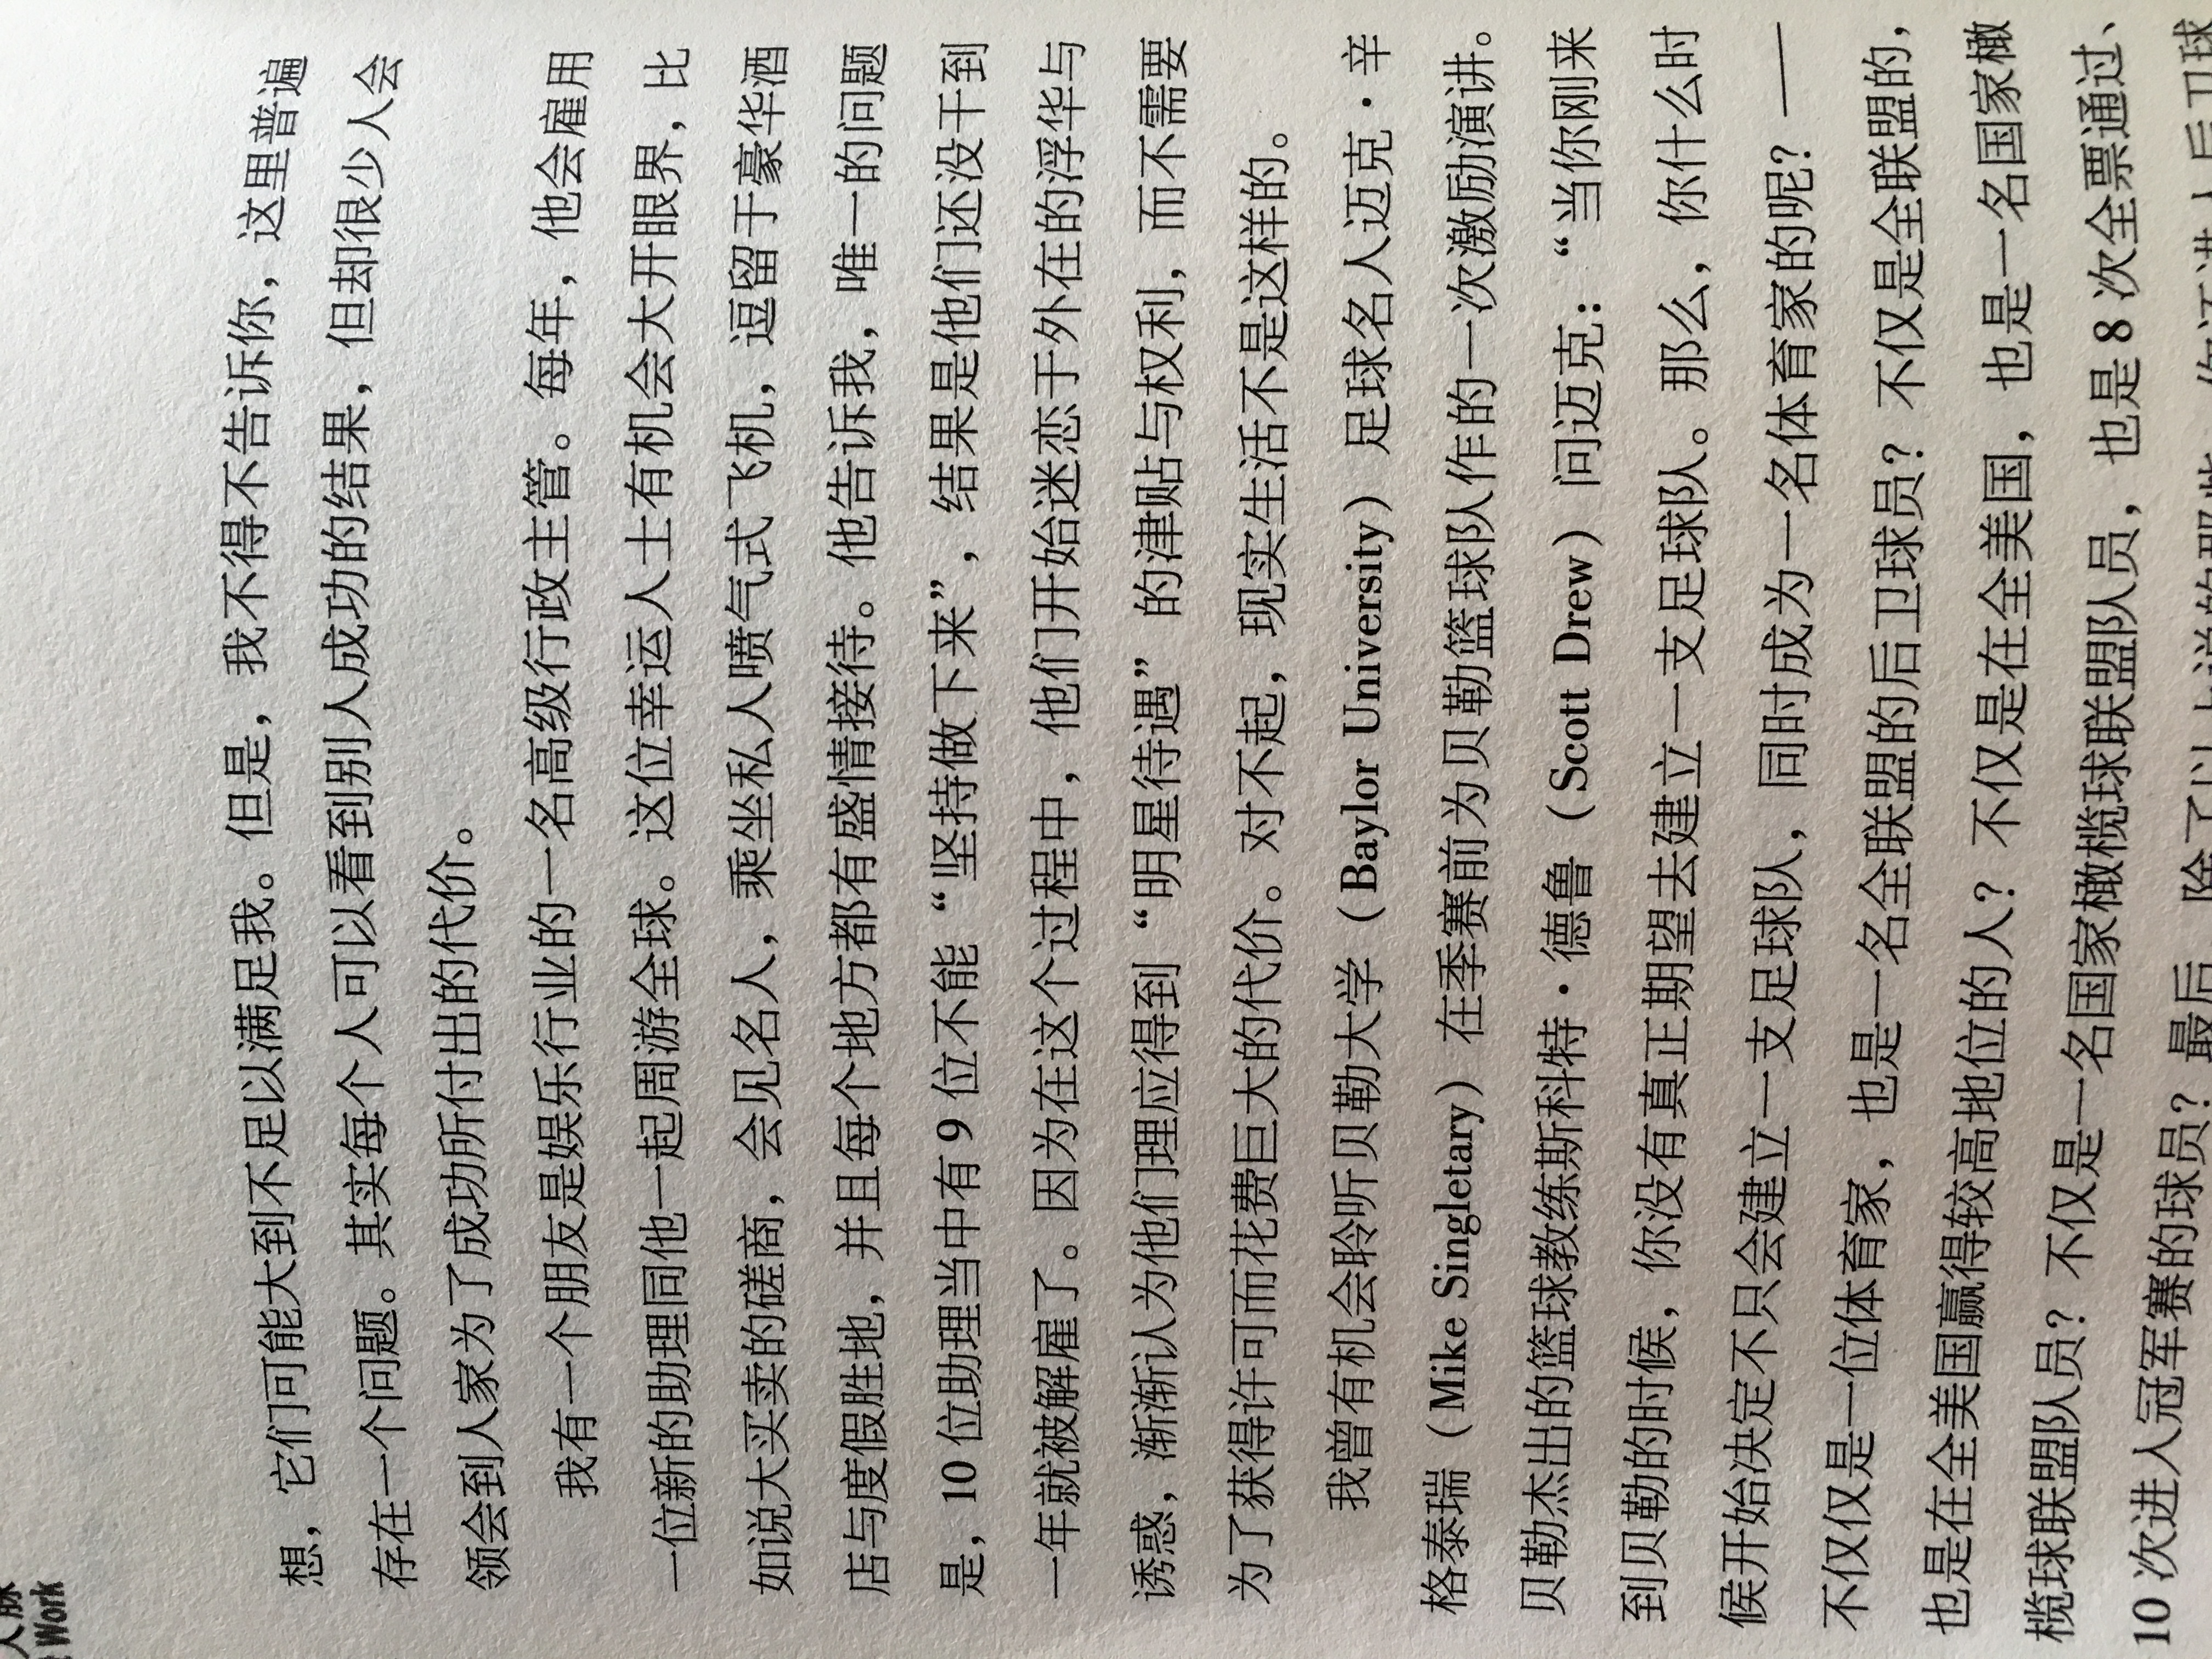 人脉
t Work
想，它们可能大到不足以满足我。但是，我不得不告诉你，这里普遍
存在一个问题。其实每个人可以看到别人成功的结果，但却很少人会
领会到人家为了成功所付出的代价。
我有一个朋友是娱乐行业的一名高级行政主管。每年，他会雇用
一位新的助理同他一起周游全球。这位幸运人士有机会大开眼界，比
如说大买卖的磋商，会见名人，乘坐私人喷气式飞机，逗留于豪华酒
店与度假胜地，并且每个地方都有盛情接待。他告诉我，唯一的问题
是，10 位助理当中有 9 位不能“坚持做下来”，结果是他们还没干到
一年就被解雇了。因为在这个过程中，他们开始迷恋于外在的浮华与
诱惑，渐渐认为他们理应得到“明星待遇”的津贴与权利，而不需要
为了获得许可而花费巨大的代价。对不起，现实生活不是这样的。
我曾有机会聆听贝勒大学（Baylor University）足球名人迈克·辛
格泰瑞（Mike Singletary）在季赛前为贝勒篮球队作的一次激励演讲。
贝勒杰出的篮球教练斯科特·德鲁（Scott Drew）问迈克：“当你刚来
到贝勒的时候，你没有真正期望去建立一支足球队。那么，你什么时
候开始决定不只会建立一支足球队，同时成为一名体育家的呢？——
不仅仅是一位体育家，也是一名全联盟的后卫球员？不仅是全联盟的，
也是在全美国赢得较高地位的人？不仅是在全美国，也是一名国家橄
榄球联盟队员？不仅是一名国家橄榄球联盟队员，也是 8 次全票通过、
10 次进入冠军赛的球员？最后，除了以上说的那些，你还进入后卫球